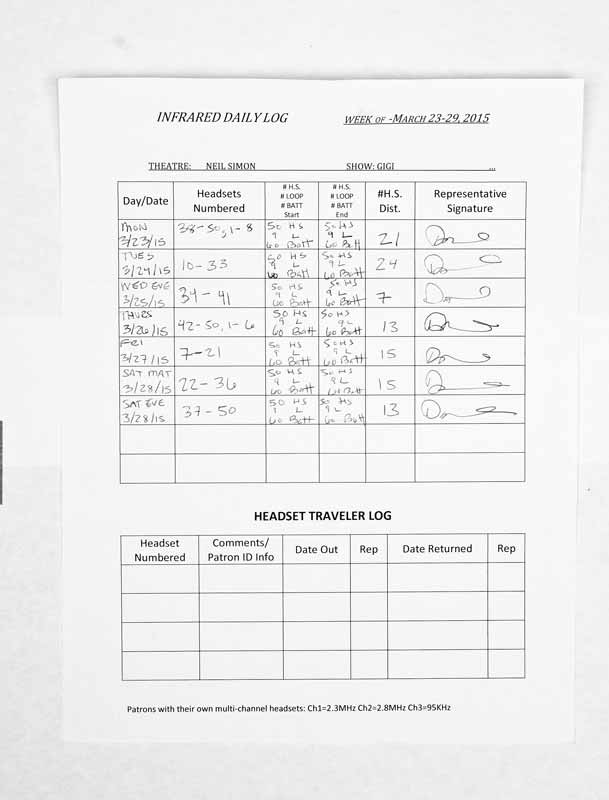 INFRARED DAILY LOG WEEK OF -MARCH 23-29, 2015
THEATRE: NEIL SIMON SHOW: GIGI ...
Day/Date Headsets Numbered # H.S. # LOOP # BATT Start # H.S. # LOOP # BATT End #H.S. Dist. Representative Signature
MON 3/23/15 38-50, 1-8 50 HS 9 L 60 Batt 50 HS 9 L 60 Batt 21
TUES 3/24/15 10-33 50 HS 9 L 60 Batt 50 HS 9 L 60 Batt 24
WED EVE 3/25/15 34-41 50 HS 9 L 60 Batt 50 HS 9 L 60 Batt 7
THURS 3/26/15 42-50, 1-6 50 HS 9 L 60 Batt 50 HS 9 L 60 Batt 13
FRI 3/27/15 7-21 50 HS 9 L 60 Batt 50 HS 9 L 60 Batt 15
SAT MAT 3/28/15 22-36 50 HS 9 L 60 Batt 50 HS 9 L 60 Batt 15
SAT EVE 3/28/15 37-50 50 HS 9 L 60 Batt 50 HS 9 L 60 Batt 13
HEADSET TRAVELER LOG
Headset Numbered Comments/ Patron ID Info Date Out Rep Date Returned Rep
Patrons with their own multi-channel headsets: Ch1=2.3MHz Ch2=2.8MHz Ch3=95KHz